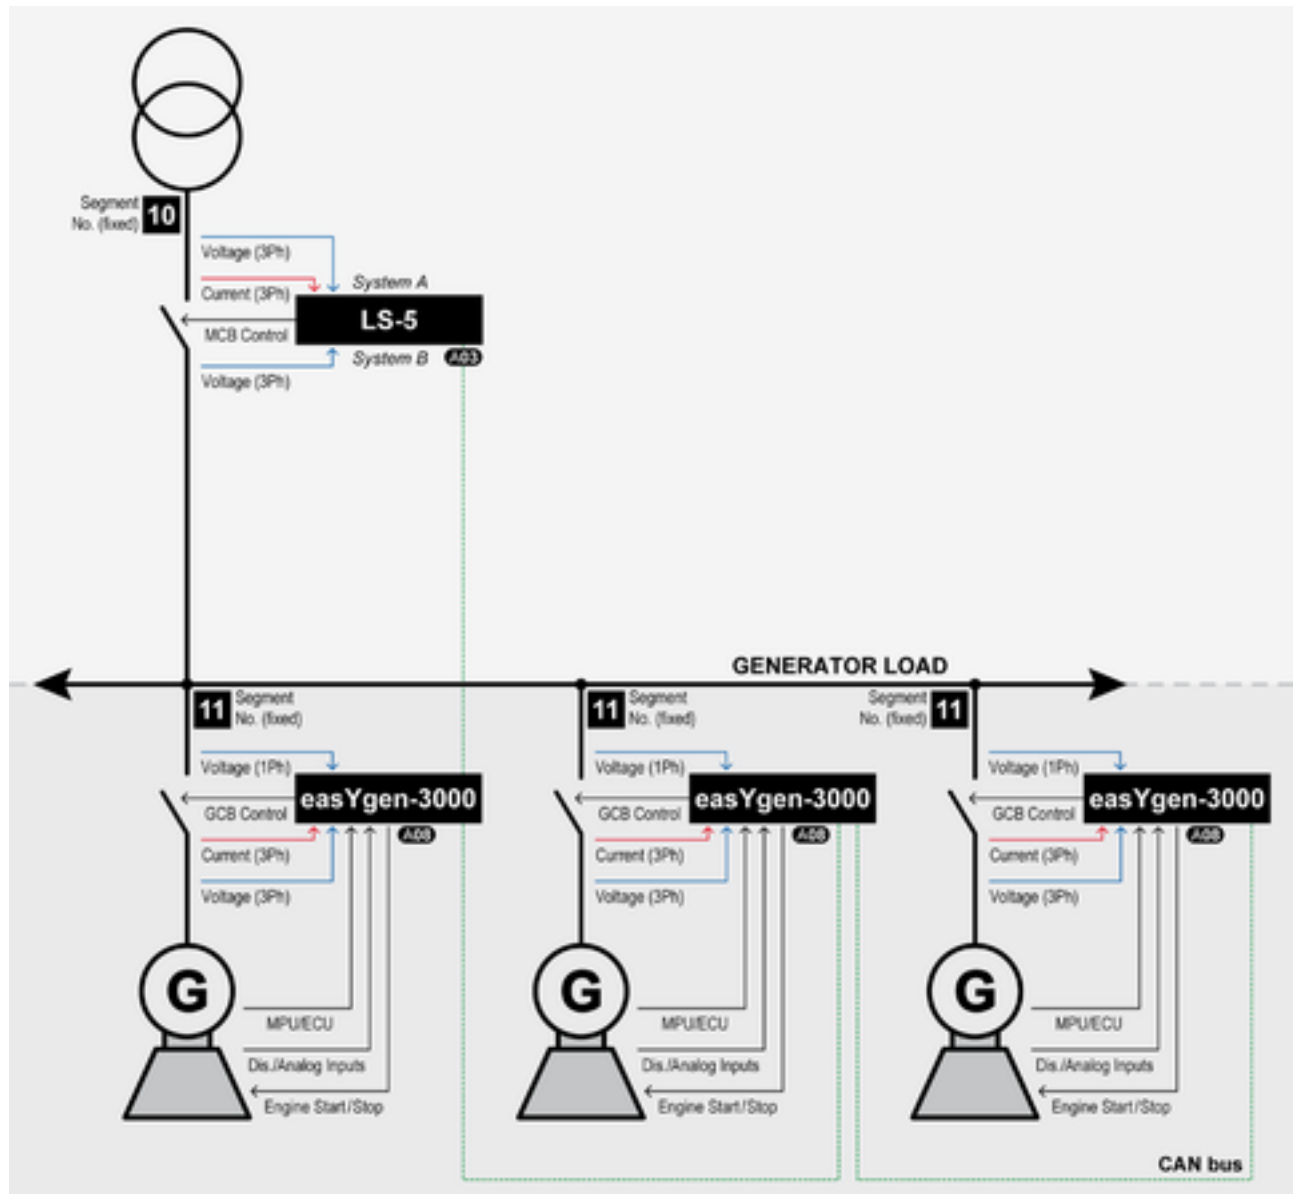 Segment
No. (fixed)
10
Voltage (3Ph)
Current (3Ph)
System A
LS-5
MCB Control
System B
A03
Voltage (3Ph)
GENERATOR LOAD
11
Segment
No. (fixed)
11
Segment
No. (fixed)
Segment
No. (fixed)
11
Voltage (1Ph)
easYgen-3000
GCB Control
A08
Current (3Ph)
Voltage (3Ph)
G
MPU/ECU
Dis./Analog Inputs
Engine Start/Stop
Voltage (1Ph)
easYgen-3000
GCB Control
A08
Current (3Ph)
Voltage (3Ph)
G
MPU/ECU
Dis./Analog Inputs
Engine Start/Stop
Voltage (1Ph)
easYgen-3000
GCB Control
A08
Current (3Ph)
Voltage (3Ph)
G
MPU/ECU
Dis./Analog Inputs
Engine Start/Stop
CAN bus